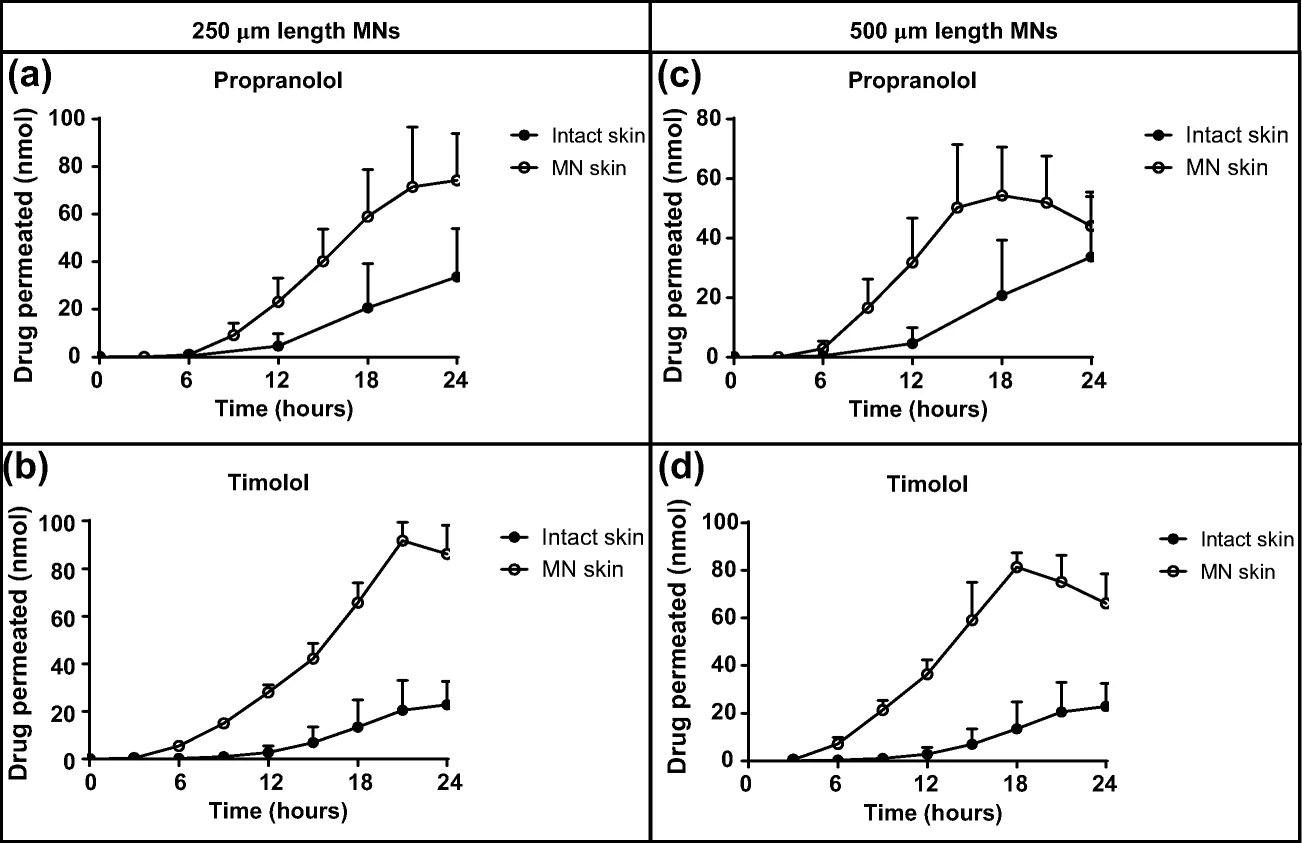 250 μm length MNs
500 μm length MNs
(a)
Propranolol
Drug permeated (nmol)
100
80
60
40
20
0
0 6 12 18 24
Time (hours)
Intact skin
MN skin
(c)
Propranolol
Drug permeated (nmol)
80
60
40
20
0
0 6 12 18 24
Time (hours)
Intact skin
MN skin
(b)
Timolol
Drug permeated (nmol)
100
80
60
40
20
0
0 6 12 18 24
Time (hours)
Intact skin
MN skin
(d)
Timolol
Drug permeated (nmol)
100
80
60
40
20
0
0 6 12 18 24
Time (hours)
Intact skin
MN skin